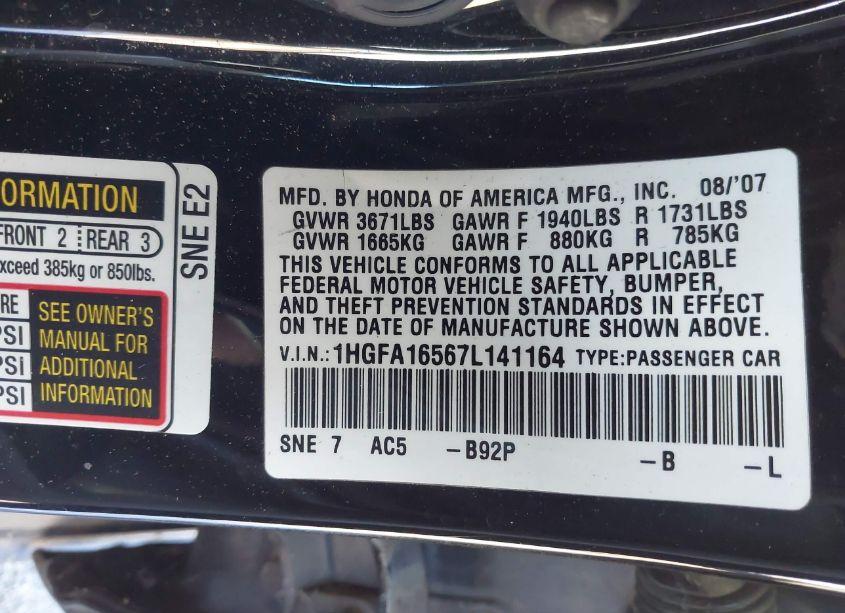 ORMATION
FRONT 2 REAR 3
xceed 385kg or 850lbs.
RE
PSI
PSI
SEE OWNER'S
MANUAL FOR
ADDITIONAL
INFORMATION
SNE E2
MFD. BY HONDA OF AMERICA MFG., INC. 08/'07
GVWR 3671LBS GAWR F 1940LBS R 1731LBS
GVWR 1665KG GAWR F 880KG R 785KG
THIS VEHICLE CONFORMS TO ALL APPLICABLE
FEDERAL MOTOR VEHICLE SAFETY, BUMPER,
AND THEFT PREVENTION STANDARDS IN EFFECT
ON THE DATE OF MANUFACTURE SHOWN ABOVE.
V.I.N.:1HGFA16567L141164 TYPE:PASSENGER CAR
SNE 7 AC5 -B92P -B -L